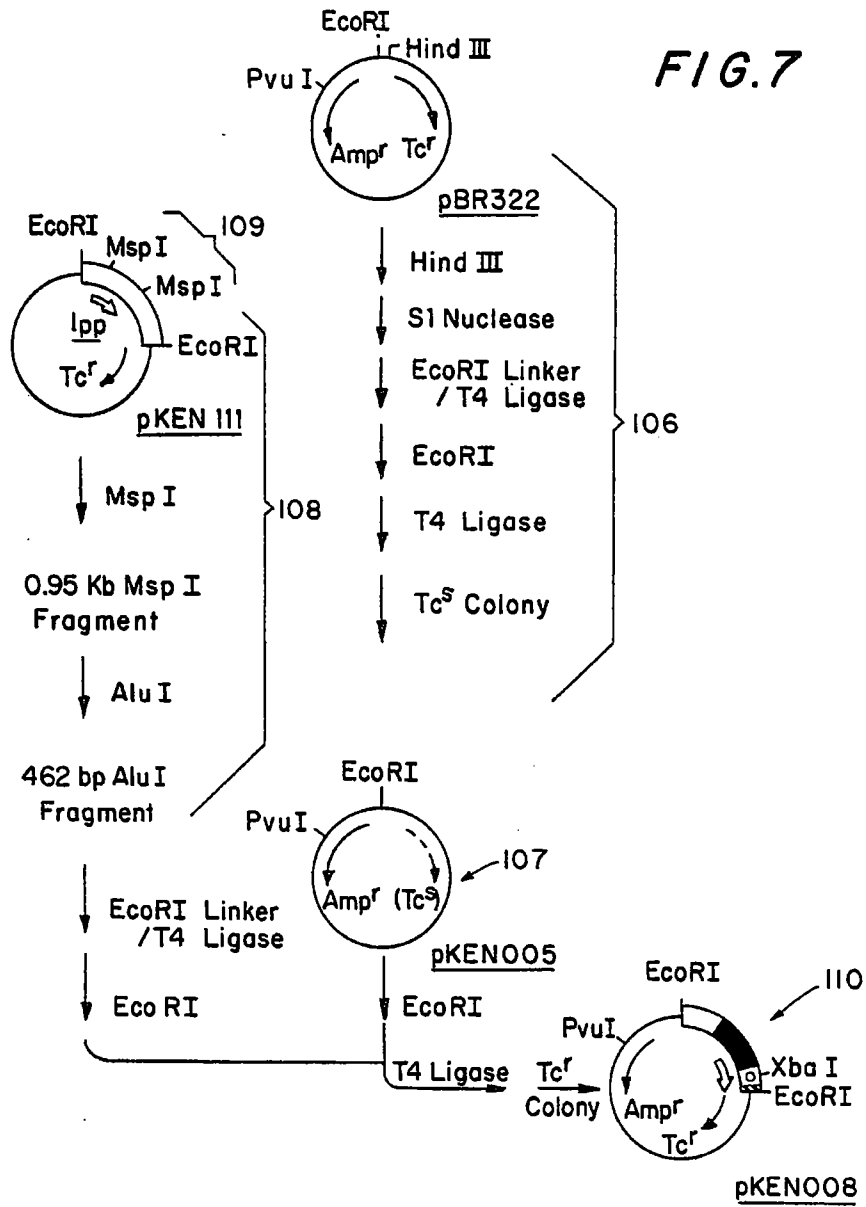 FIG.7
EcoRI
Hind III
PvuI
Ampʳ Tcʳ
pBR322
Hind III
S1 Nuclease
EcoRI Linker
/ T4 Ligase
EcoRI
T4 Ligase
Tcˢ Colony
106
EcoRI
MspI
MspI
109
lpp
EcoRI
Tcʳ
pKEN 111
Msp I
0.95 Kb Msp I
Fragment
Alu I
462 bp Alu I
Fragment
108
EcoRI Linker
/T4 Ligase
Eco RI
EcoRI
PvuI
Ampʳ (Tcˢ)
107
pKEN005
EcoRI
T4 Ligase
Tcʳ
Colony
EcoRI
110
PvuI
Xba I
EcoRI
Ampʳ
Tcʳ
pKEN008